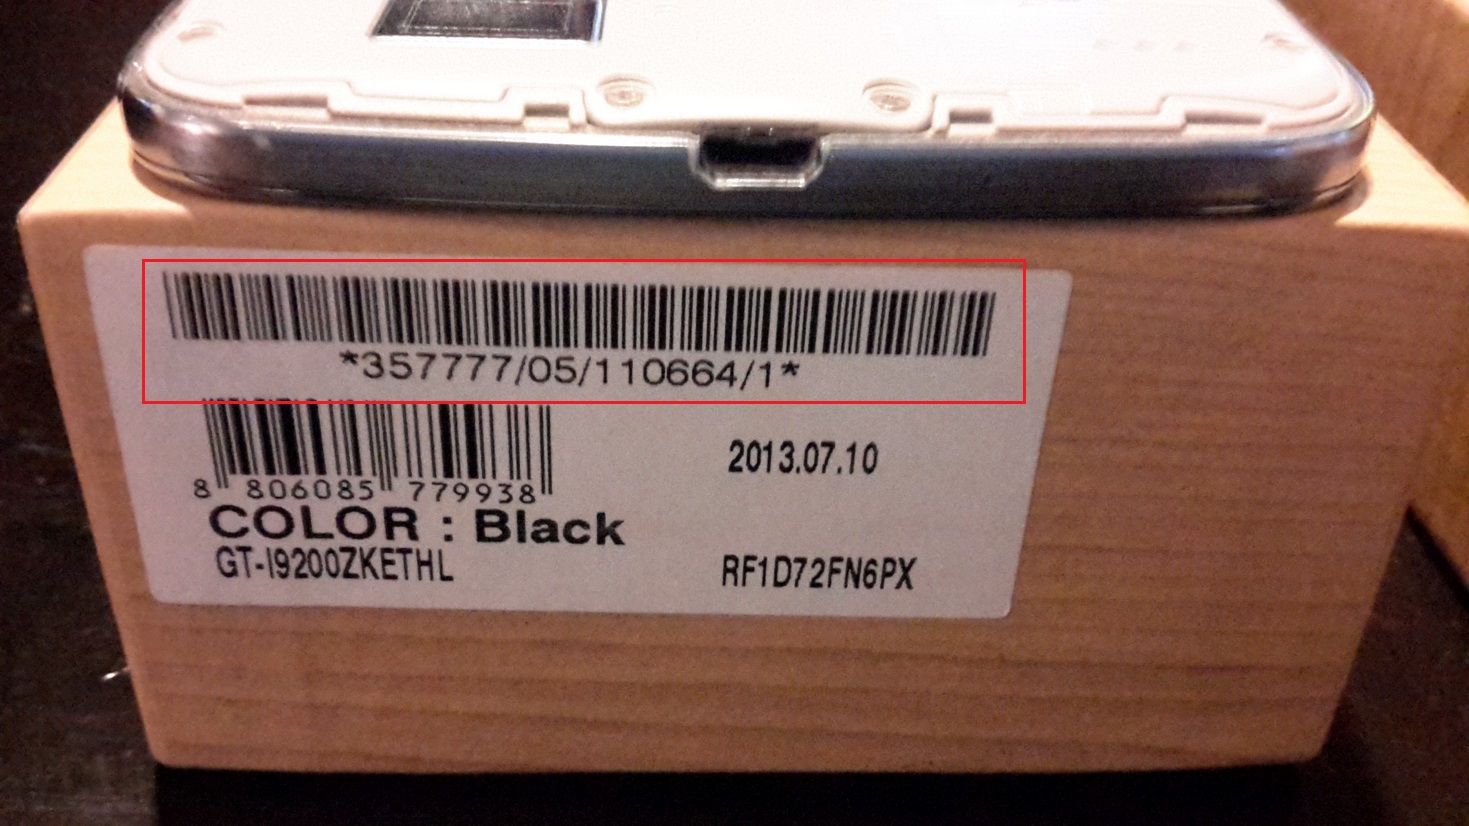 *357777/05/110664/1*
8 806085 779938
2013.07.10
COLOR : Black
GT-I9200ZKETHL
RF1D72FN6PX